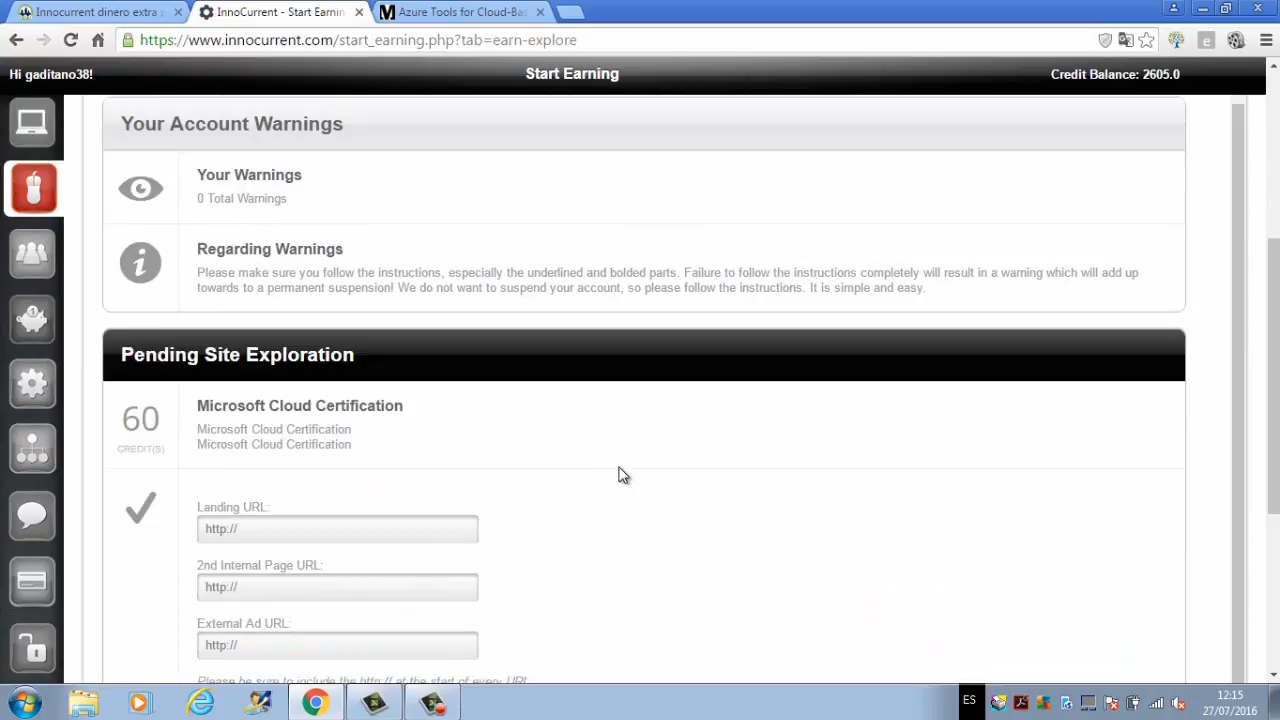 Innocurrent dinero extra
InnoCurrent - Start Earnin
Azure Tools for Cloud-Bas
https://www.innocurrent.com/start_earning.php?tab=earn-explore
Hi gaditano38!
Start Earning
Credit Balance: 2605.0
Your Account Warnings
Your Warnings
0 Total Warnings
Regarding Warnings
Please make sure you follow the instructions, especially the underlined and bolded parts. Failure to follow the instructions completely will result in a warning which will add up
towards to a permanent suspension! We do not want to suspend your account, so please follow the instructions. It is simple and easy.
Pending Site Exploration
60
CREDIT(S)
Microsoft Cloud Certification
Microsoft Cloud Certification
Microsoft Cloud Certification
Landing URL:
http://
2nd Internal Page URL:
http://
External Ad URL:
http://
Please be sure to include the http:// at the start of every URL
ES
12:15
27/07/2016